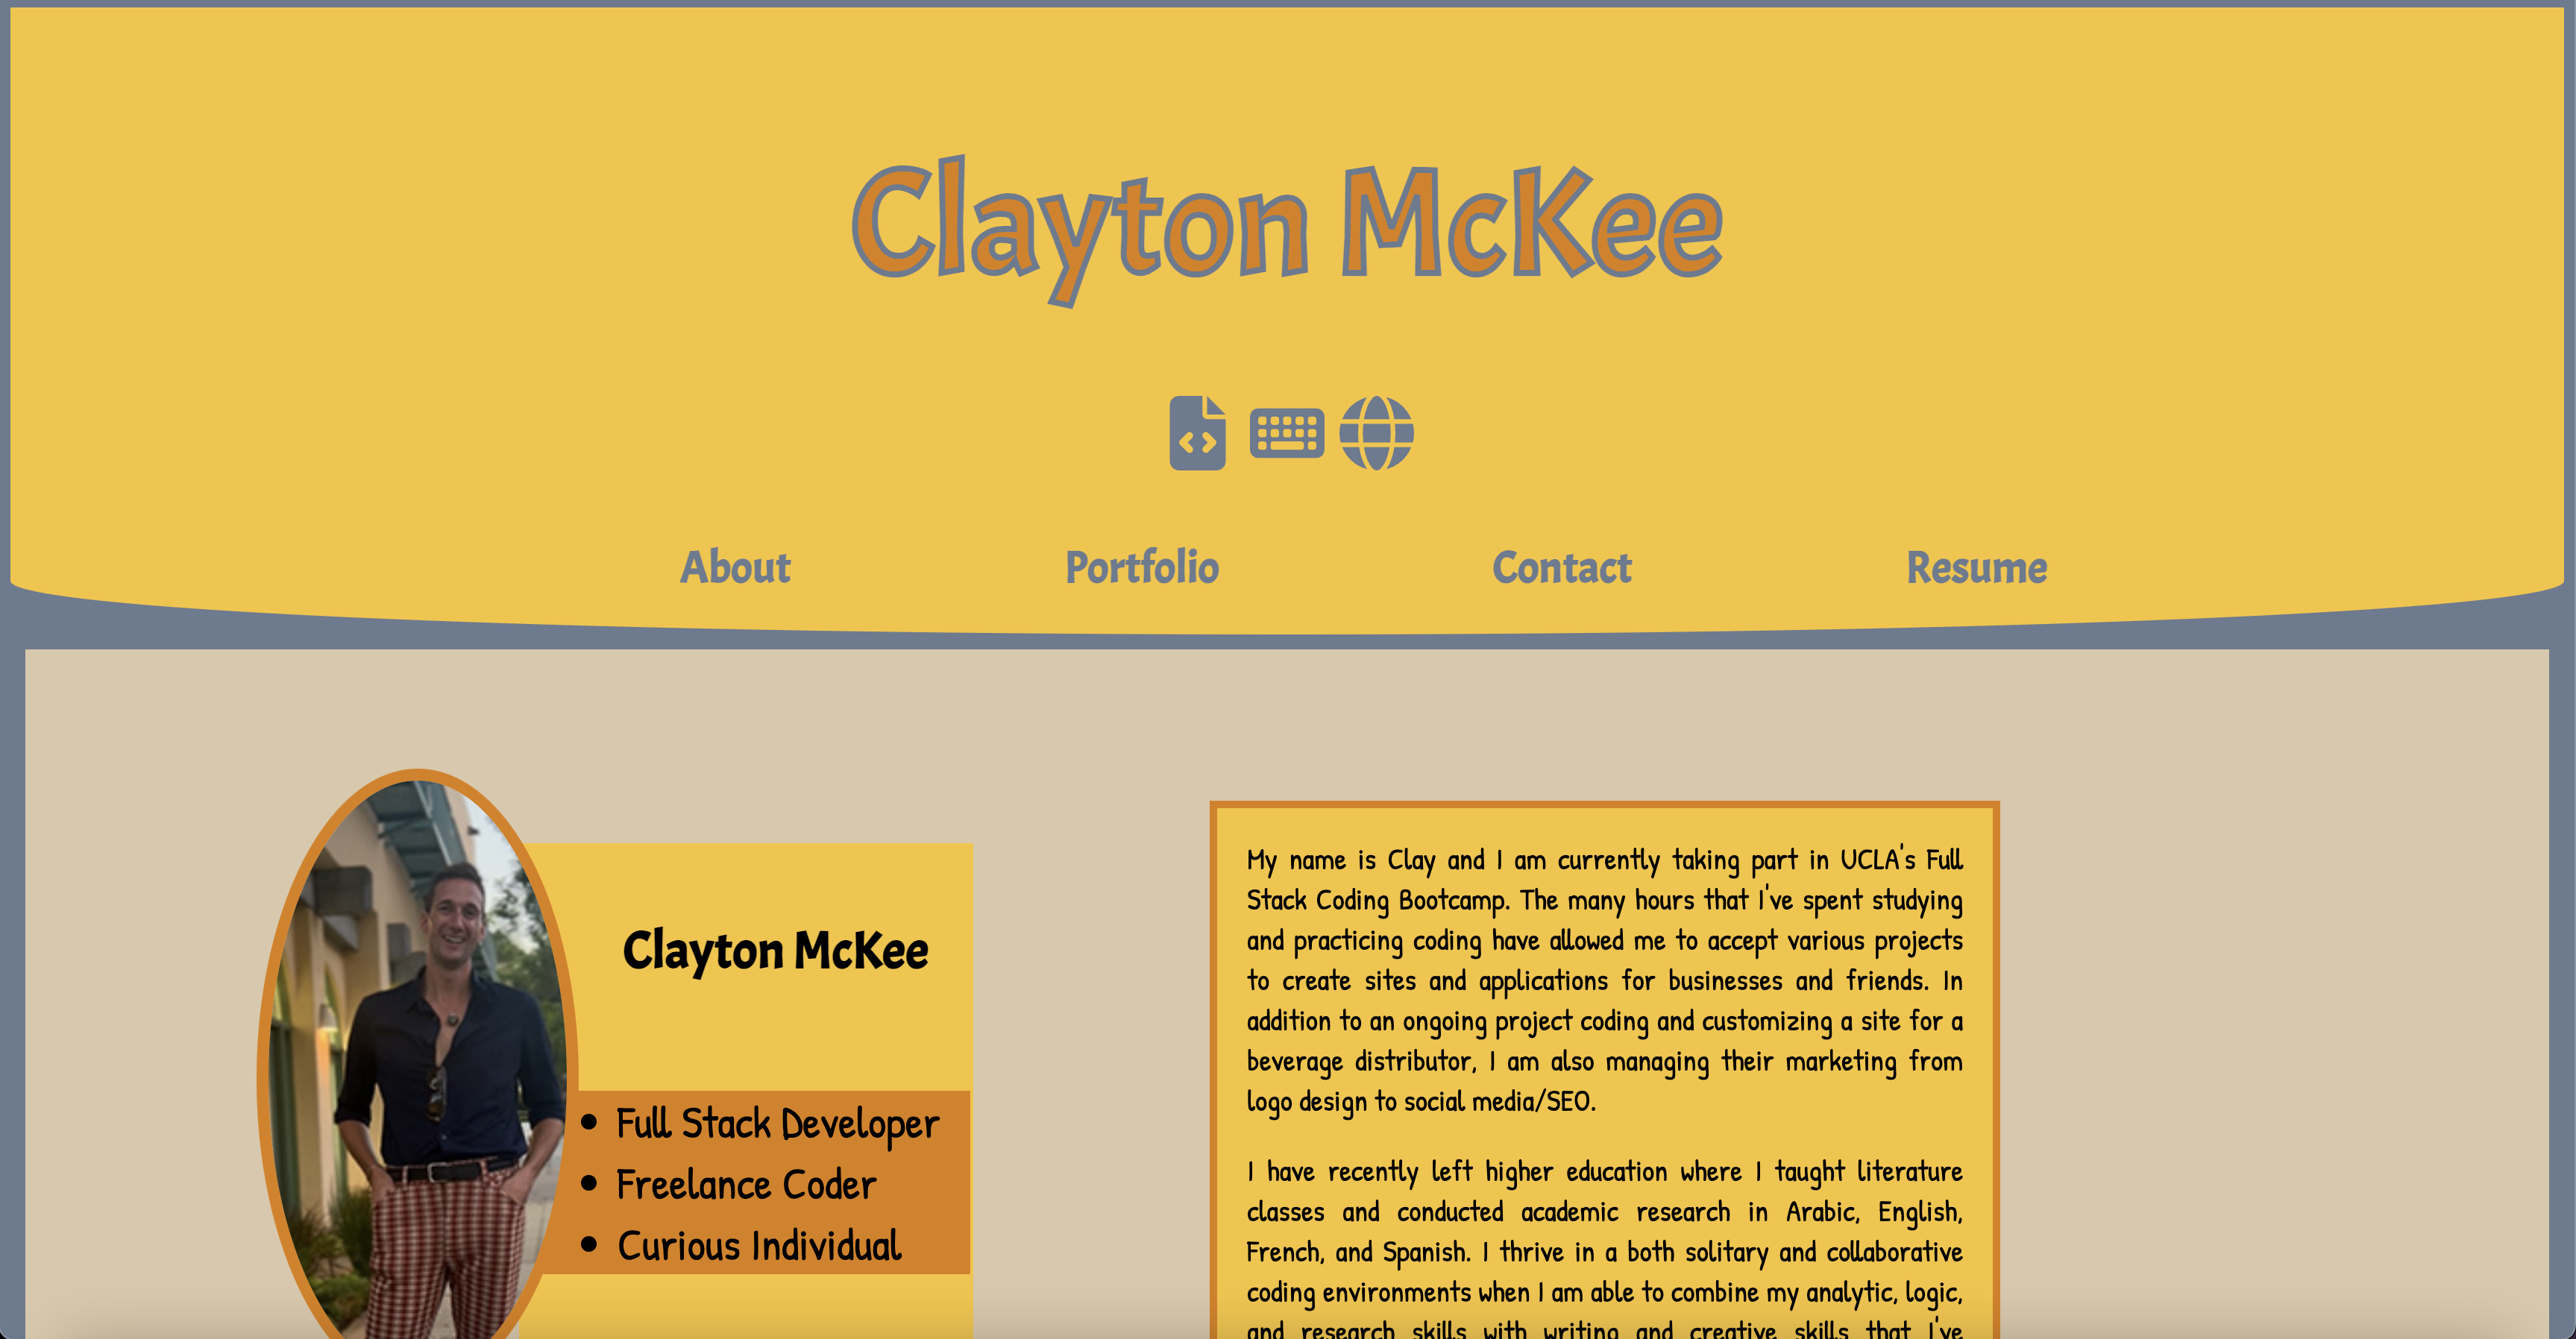 Clayton McKee
About Portfolio Contact Resume
Clayton McKee
Full Stack Developer
Freelance Coder
Curious Individual
My name is Clay and I am currently taking part in UCLA's Full
Stack Coding Bootcamp. The many hours that I've spent studying
and practicing coding have allowed me to accept various projects
to create sites and applications for businesses and friends. In
addition to an ongoing project coding and customizing a site for a
beverage distributor, I am also managing their marketing from
logo design to social media/SEO.
I have recently left higher education where I taught literature
classes and conducted academic research in Arabic, English,
French, and Spanish. I thrive in a both solitary and collaborative
coding environments when I am able to combine my analytic, logic,
and research skills with writing and creative skills that I've